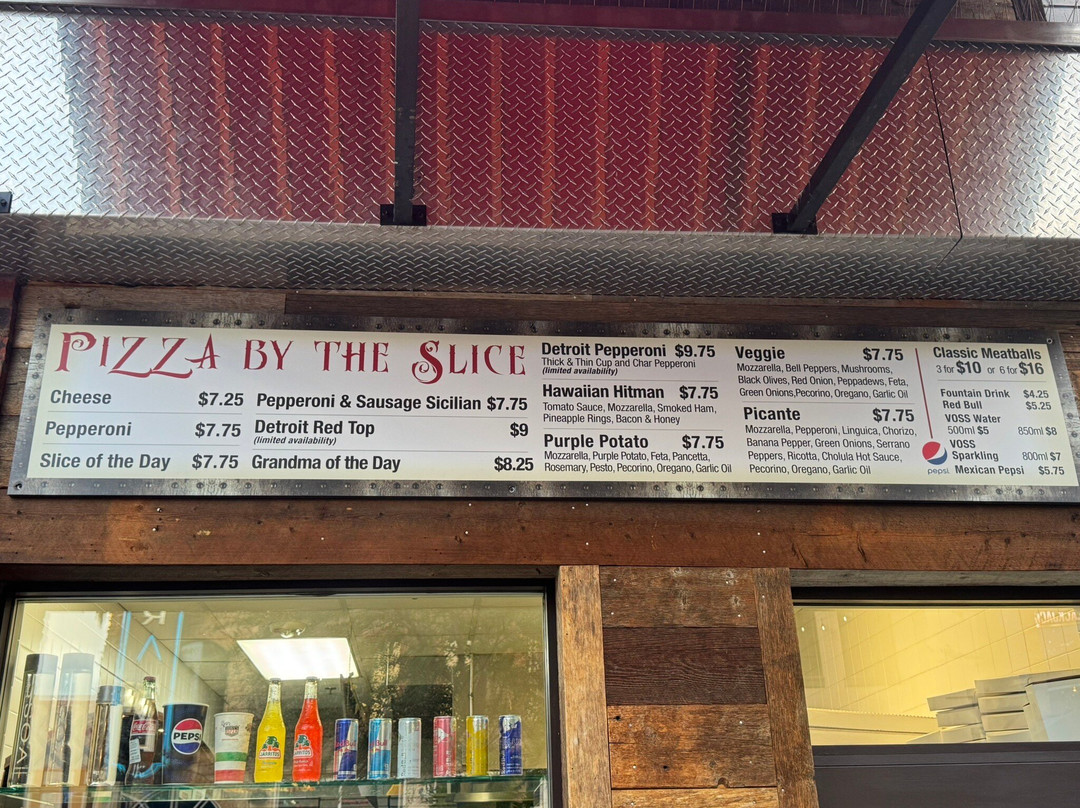 PIZZA BY THE SLICE
Cheese $7.25
Pepperoni $7.75
Slice of the Day $7.75
Pepperoni & Sausage Sicilian $7.75
Detroit Red Top $9
(limited availability)
Grandma of the Day $8.25
Detroit Pepperoni $9.75
Thick & Thin Cup and Char Pepperoni
(limited availability)
Hawaiian Hitman $7.75
Tomato Sauce, Mozzarella, Smoked Ham,
Pineapple Rings, Bacon & Honey
Purple Potato $7.75
Mozzarella, Purple Potato, Feta, Pancetta,
Rosemary, Pesto, Pecorino, Oregano, Garlic Oil
Veggie $7.75
Mozzarella, Bell Peppers, Mushrooms,
Black Olives, Red Onion, Peppadews, Feta,
Green Onions,Pecorino, Oregano, Garlic Oil
Picante $7.75
Mozzarella, Pepperoni, Linguica, Chorizo,
Banana Pepper, Green Onions, Serrano
Peppers, Ricotta, Cholula Hot Sauce,
Pecorino, Oregano, Garlic Oil
Classic Meatballs
3 for $10 or 6 for $16
Fountain Drink $4.25
Red Bull $5.25
VOSS Water
500ml $5 850ml $8
VOSS
Sparkling 800ml $7
pepsi Mexican Pepsi $5.75
VOSS
PEPSI
JARRITOS
JARRITOS